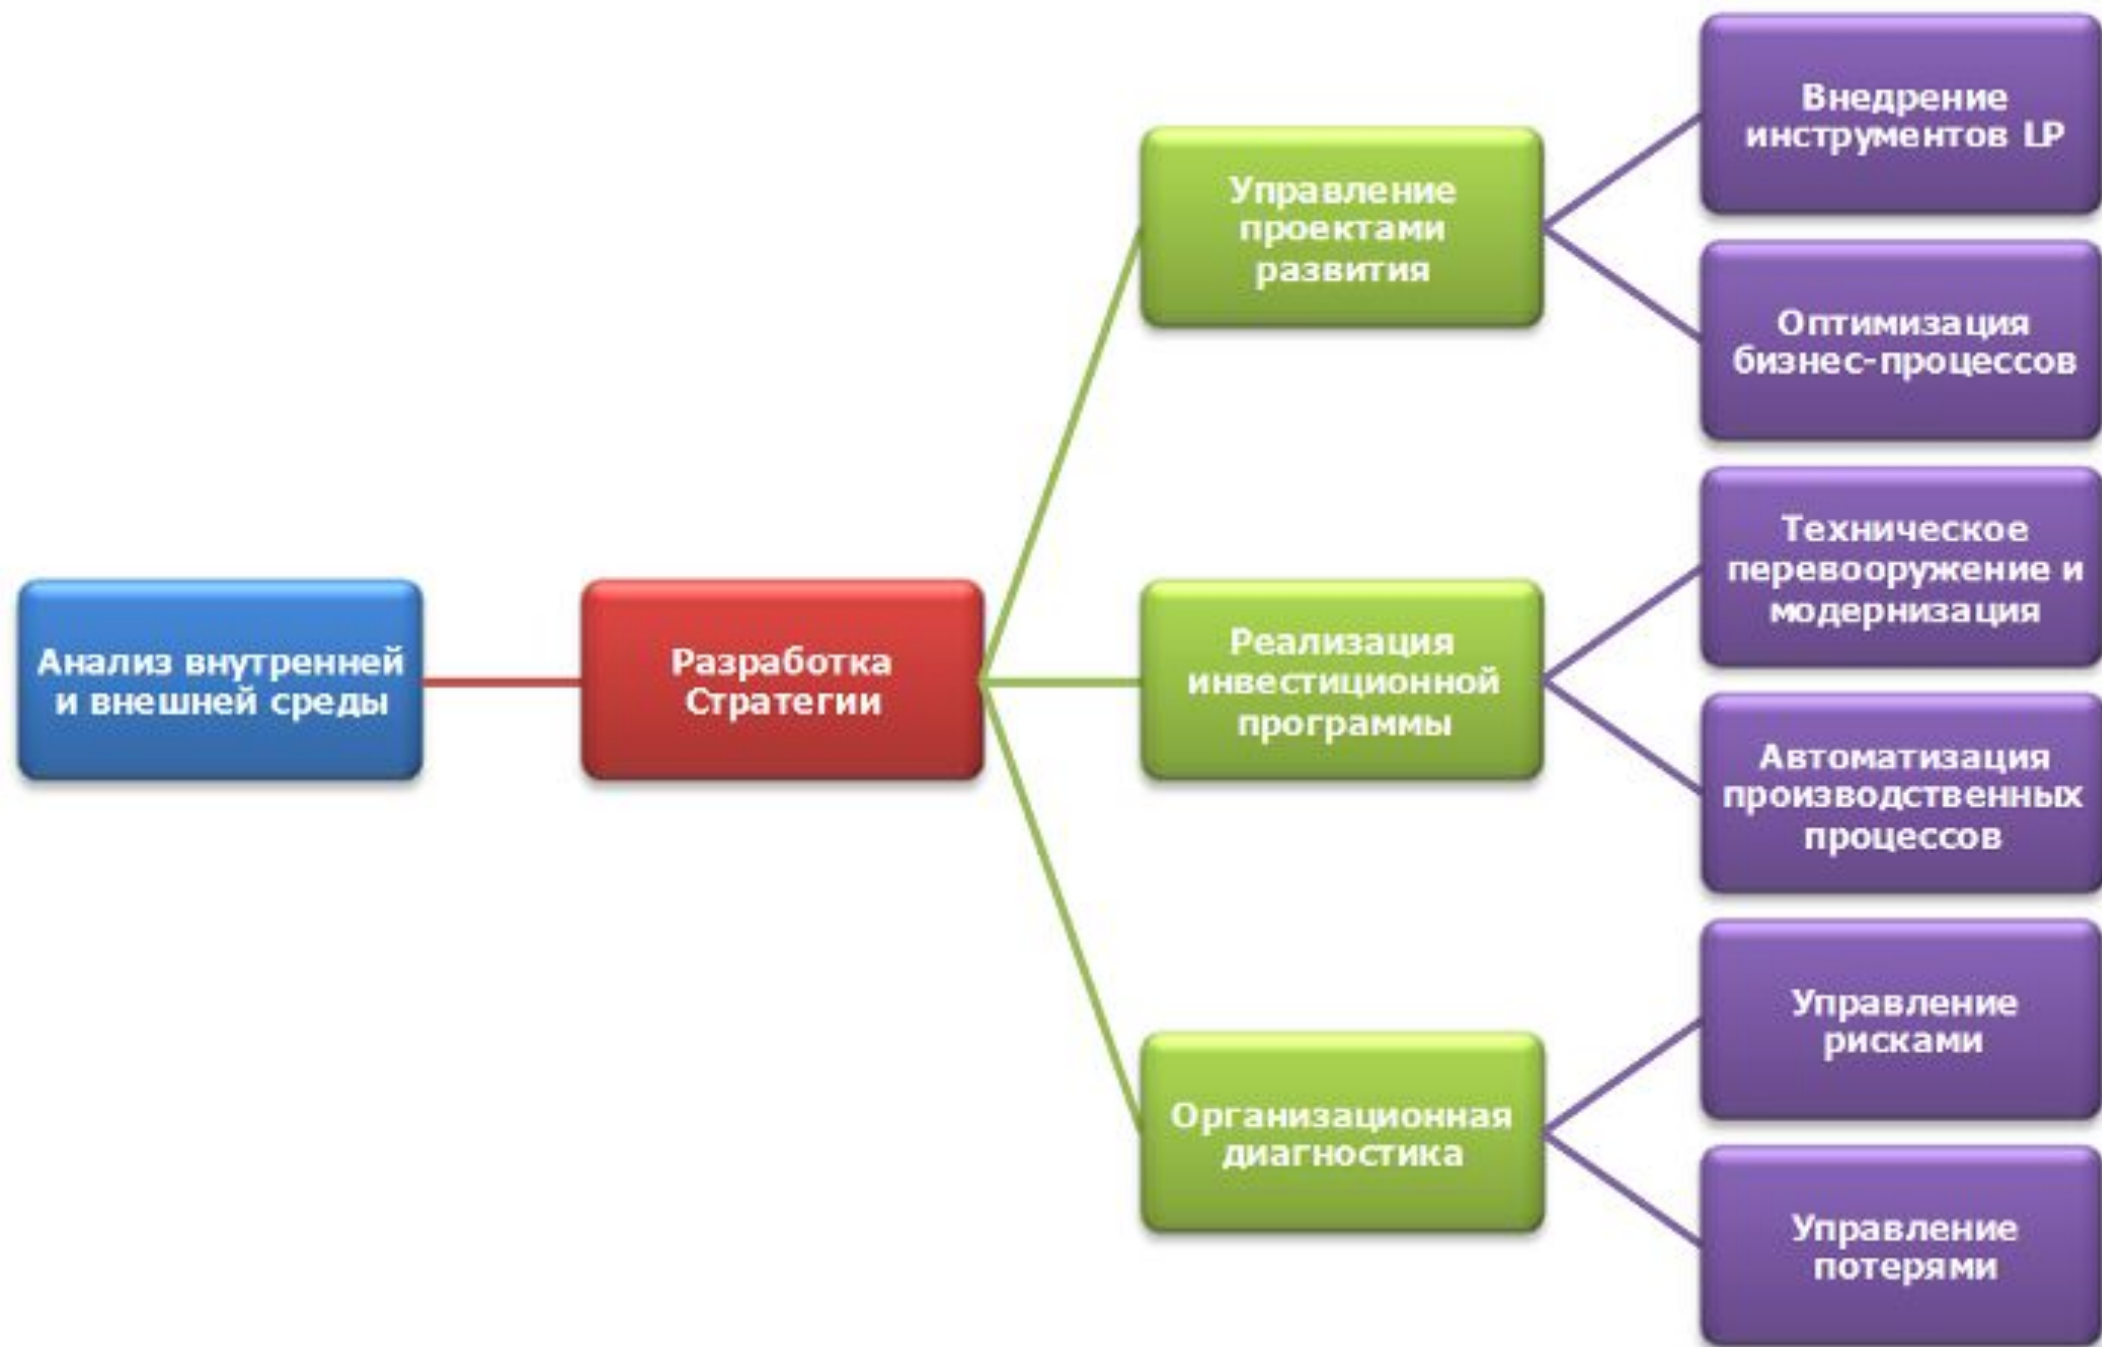 Анализ внутренней
и внешней среды
Разработка
Стратегии
Управление
проектами
развития
Внедрение
инструментов LP
Оптимизация
бизнес-процессов
Реализация
инвестиционной
программы
Техническое
перевооружение и
модернизация
Автоматизация
производственных
процессов
Организационная
диагностика
Управление
рисками
Управление
потерями